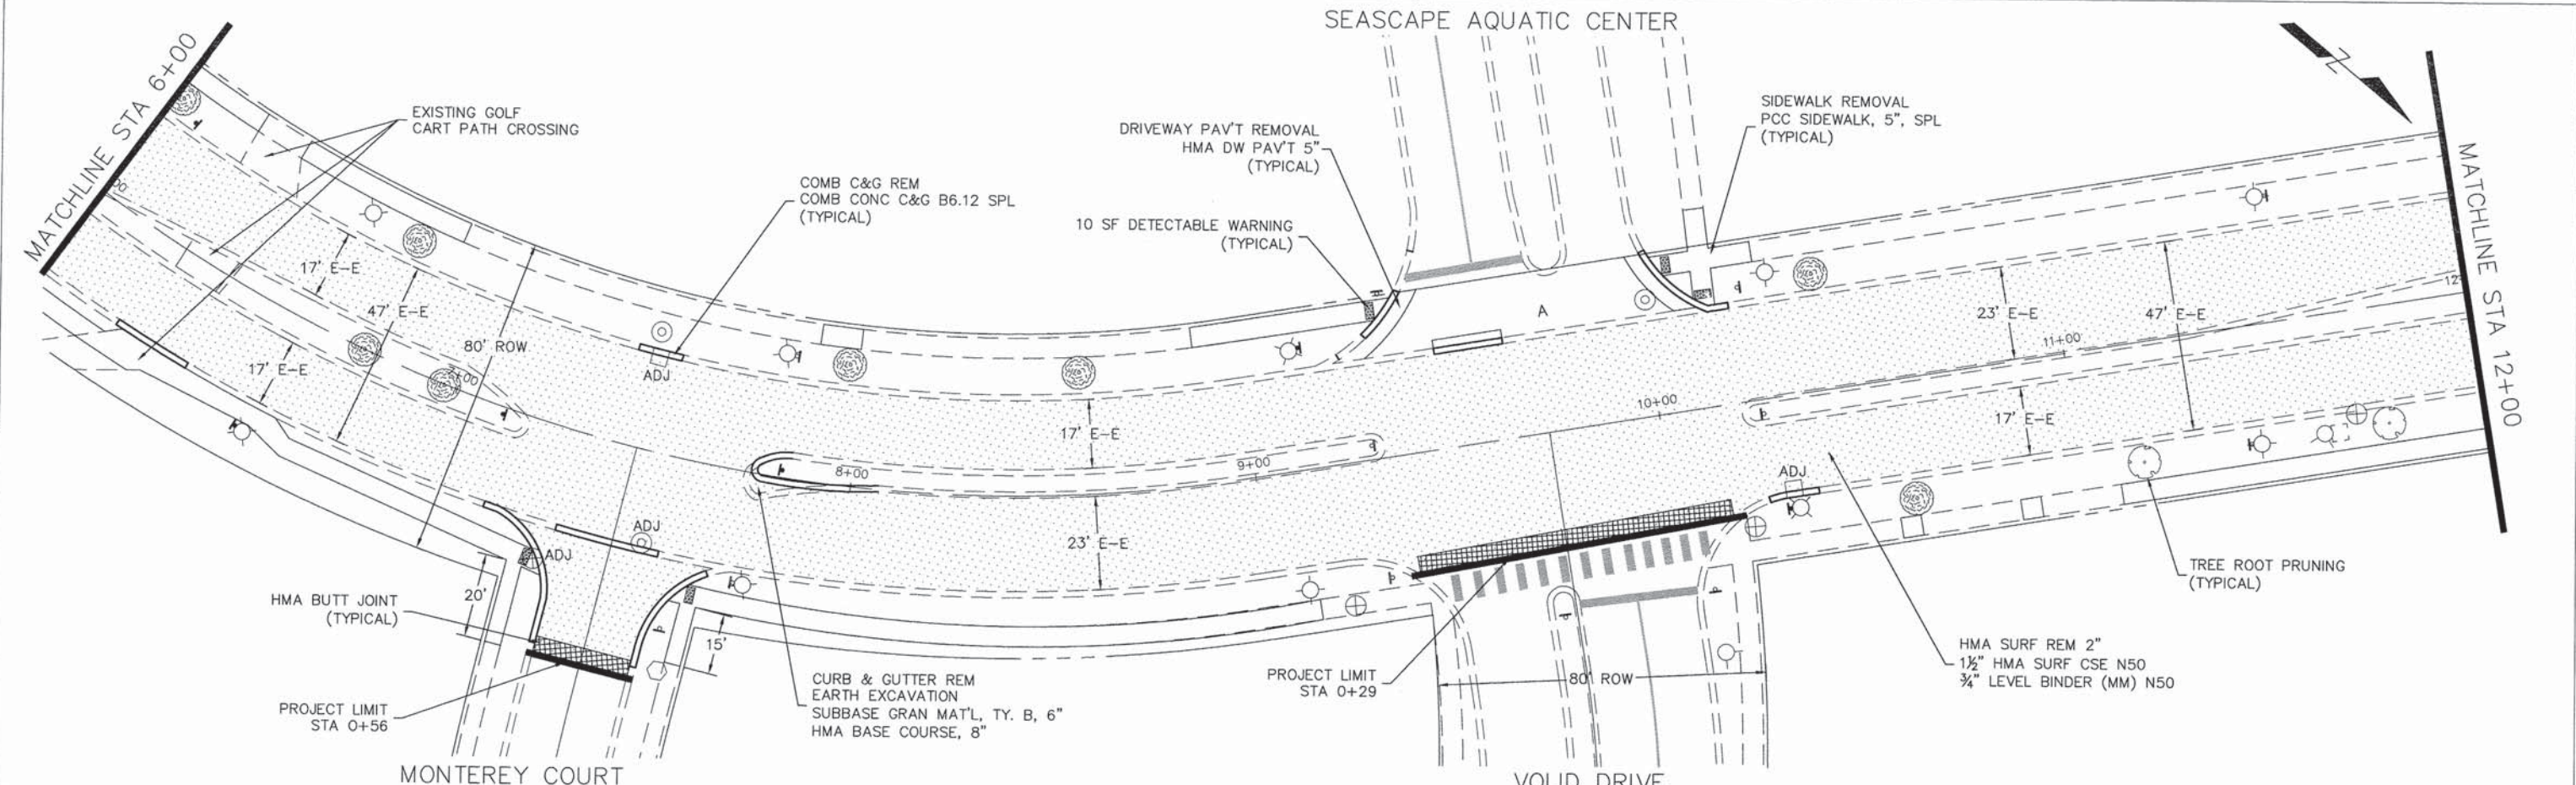 SEASCAPE AQUATIC CENTER
MATCHLINE STA 6+00
EXISTING GOLF
CART PATH CROSSING
COMB C&G REM
COMB CONC C&G B6.12 SPL
(TYPICAL)
DRIVEWAY PAV'T REMOVAL
HMA DW PAV'T 5"
(TYPICAL)
10 SF DETECTABLE WARNING
(TYPICAL)
SIDEWALK REMOVAL
PCC SIDEWALK, 5", SPL
(TYPICAL)
Z
MATCHLINE STA 12+00
17' E-E
47' E-E
80' ROW
17' E-E
7+00
ADJ
A
23' E-E
47' E-E
11+00
12
10+00
17' E-E
17' E-E
8+00
9+00
23' E-E
ADJ
ADJ
ADJ
20'
15'
HMA BUTT JOINT
(TYPICAL)
PROJECT LIMIT
STA 0+56
CURB & GUTTER REM
EARTH EXCAVATION
SUBBASE GRAN MAT'L, TY. B, 6"
HMA BASE COURSE, 8"
PROJECT LIMIT
STA 0+29
80' ROW
TREE ROOT PRUNING
(TYPICAL)
HMA SURF REM 2"
1½" HMA SURF CSE N50
¾" LEVEL BINDER (MM) N50
MONTEREY COURT
VOLID DRIVE